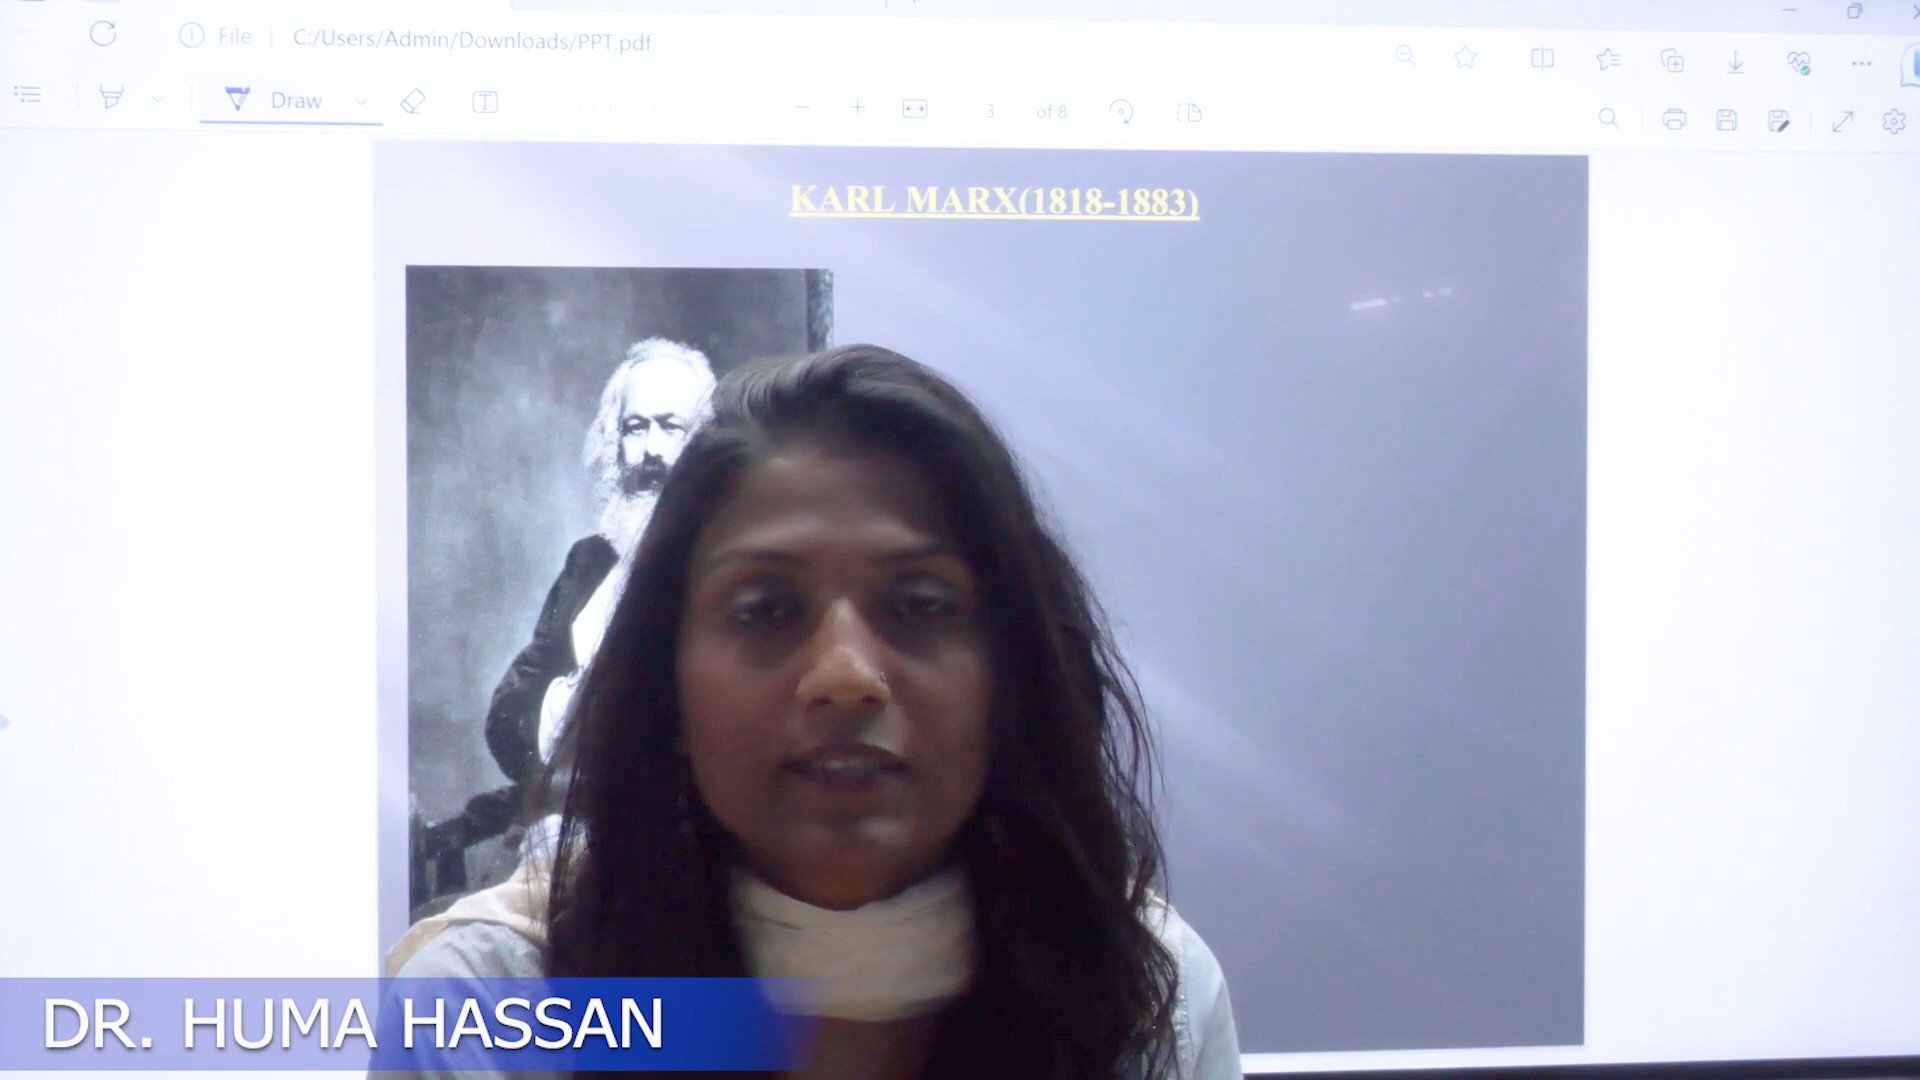 File
C:/Users/Admin/Downloads/PPT.pdf
Draw
3 of 8
KARL MARX(1818-1883)
DR. HUMA HASSAN